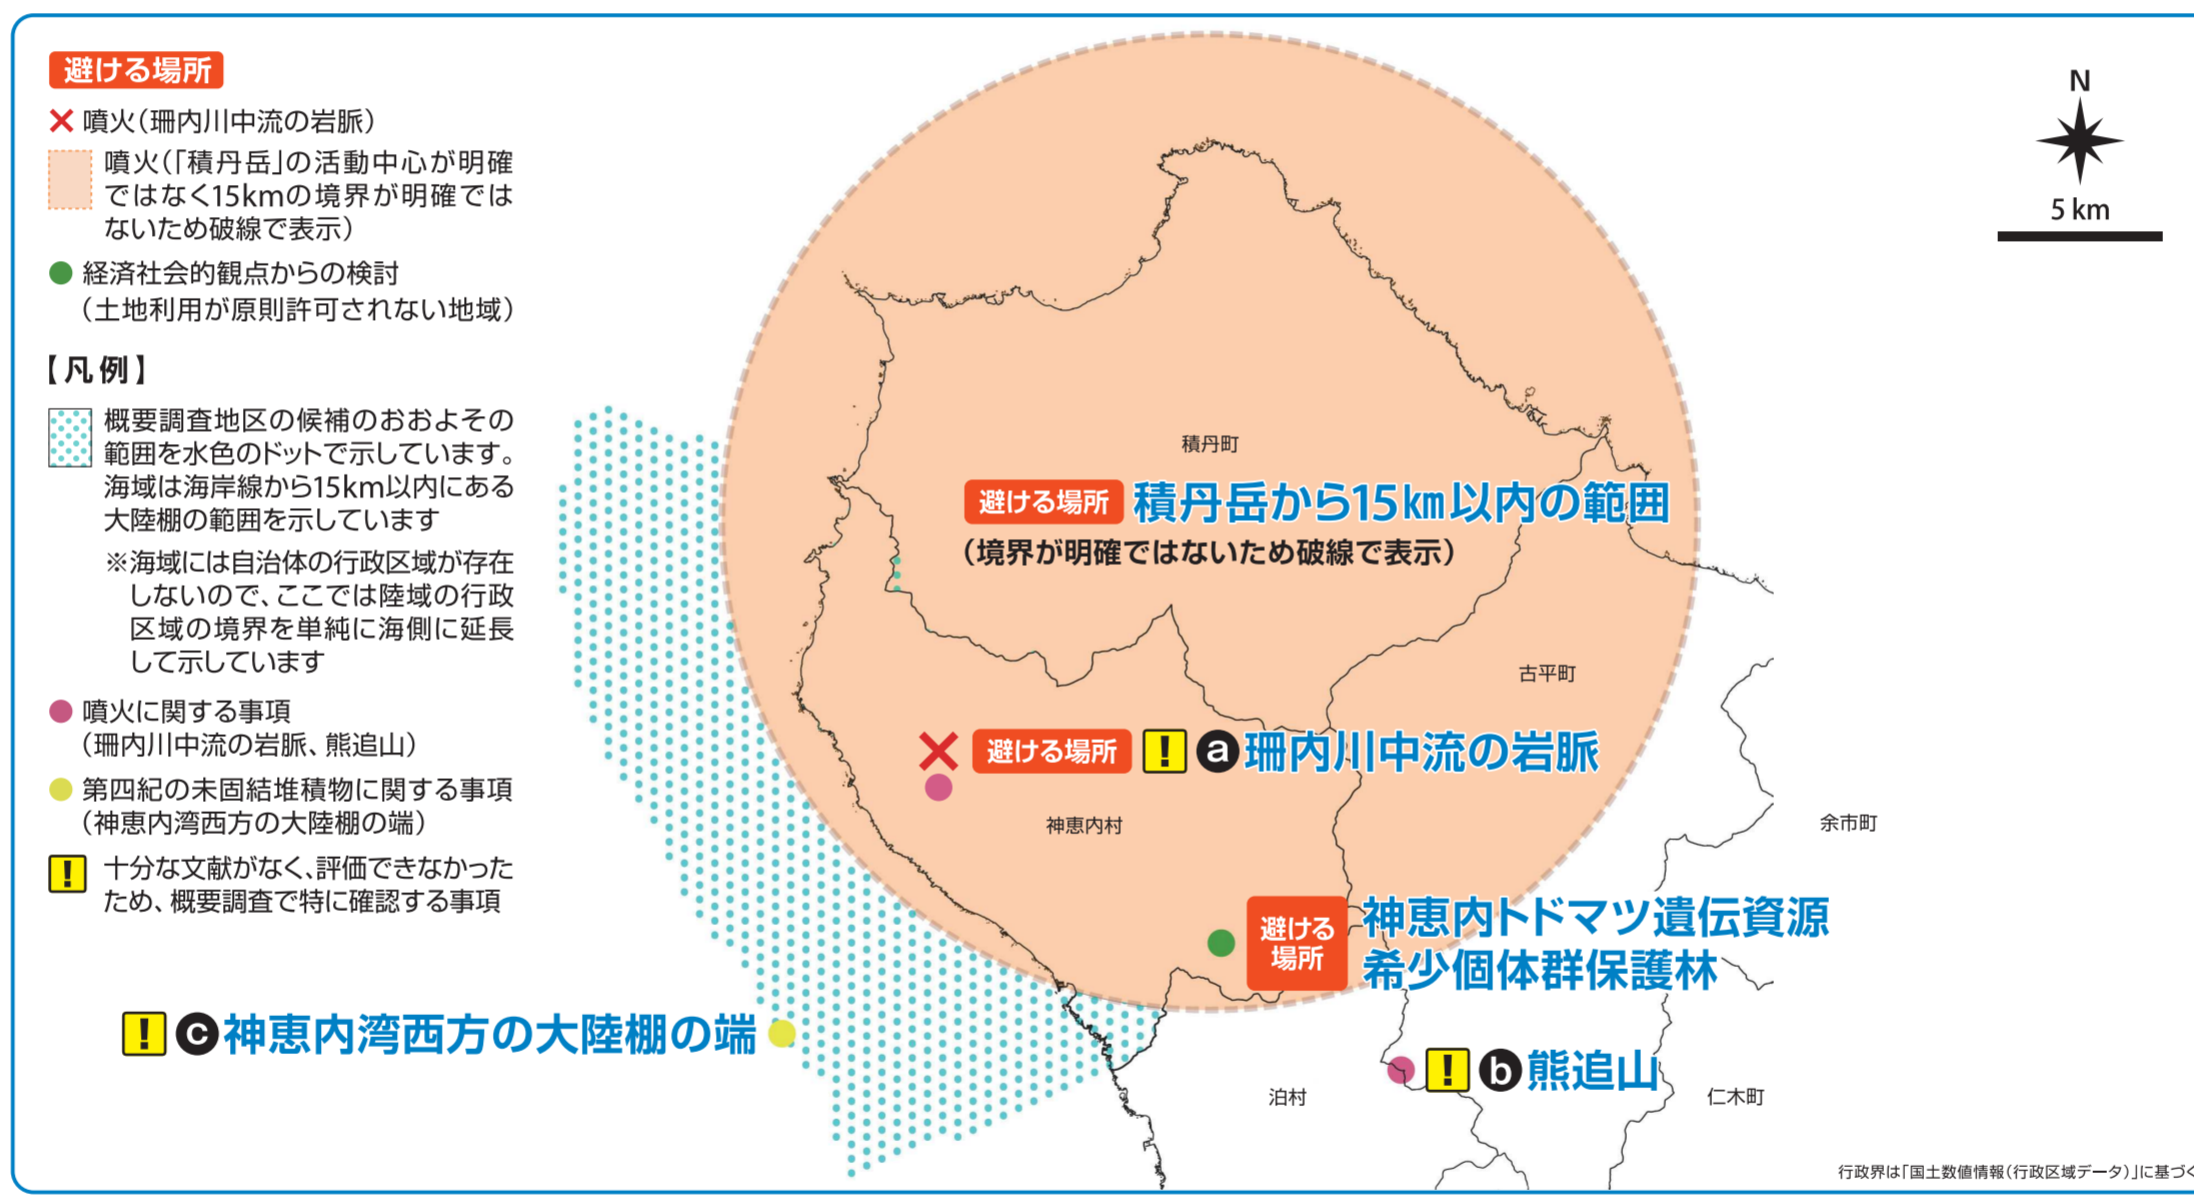 避ける場所
噴火（珊内川中流の岩脈）
噴火（「積丹岳」の活動中心が明確
ではなく15kmの境界が明確では
ないため破線で表示）
経済社会的観点からの検討
（土地利用が原則許可されない地域）
【凡例】
概要調査地区の候補のおおよその
範囲を水色のドットで示しています。
海域は海岸線から15km以内にある
大陸棚の範囲を示しています
※海域には自治体の行政区域が存在
しないので、ここでは陸域の行政
区域の境界を単純に海側に延長
して示しています
噴火に関する事項
（珊内川中流の岩脈、熊追山）
第四紀の未固結堆積物に関する事項
（神恵内湾西方の大陸棚の端）
! 十分な文献がなく、評価できなかった
ため、概要調査で特に確認する事項
N
5 km
積丹町
避ける場所 積丹岳から15km以内の範囲
（境界が明確ではないため破線で表示）
古平町
避ける場所 ! a 珊内川中流の岩脈
神恵内村
余市町
避ける
場所
神恵内トドマツ遺伝資源
希少個体群保護林
! c 神恵内湾西方の大陸棚の端
! b 熊追山
泊村
仁木町
行政界は「国土数値情報（行政区域データ）」に基づく